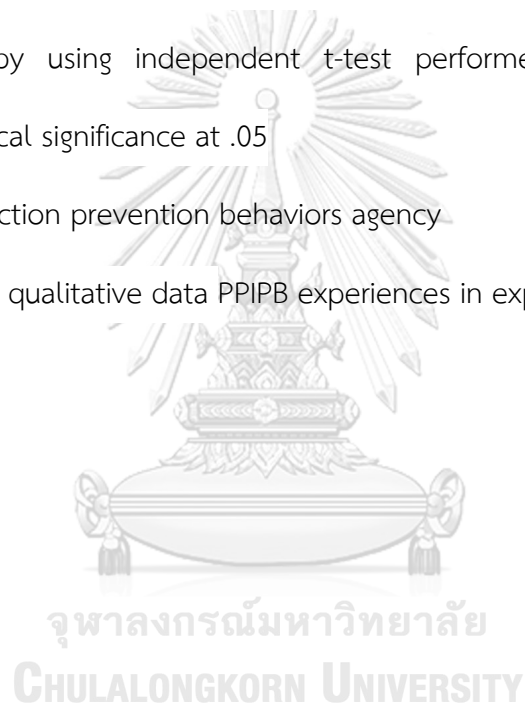 by using independent t-test performe
cal significance at .05
ction prevention behaviors agency
qualitative data PPIPB experiences in exp
จุฬาลงกรณ์มหาวิทยาลัย
CHULALONGKORN UNIVERSITY